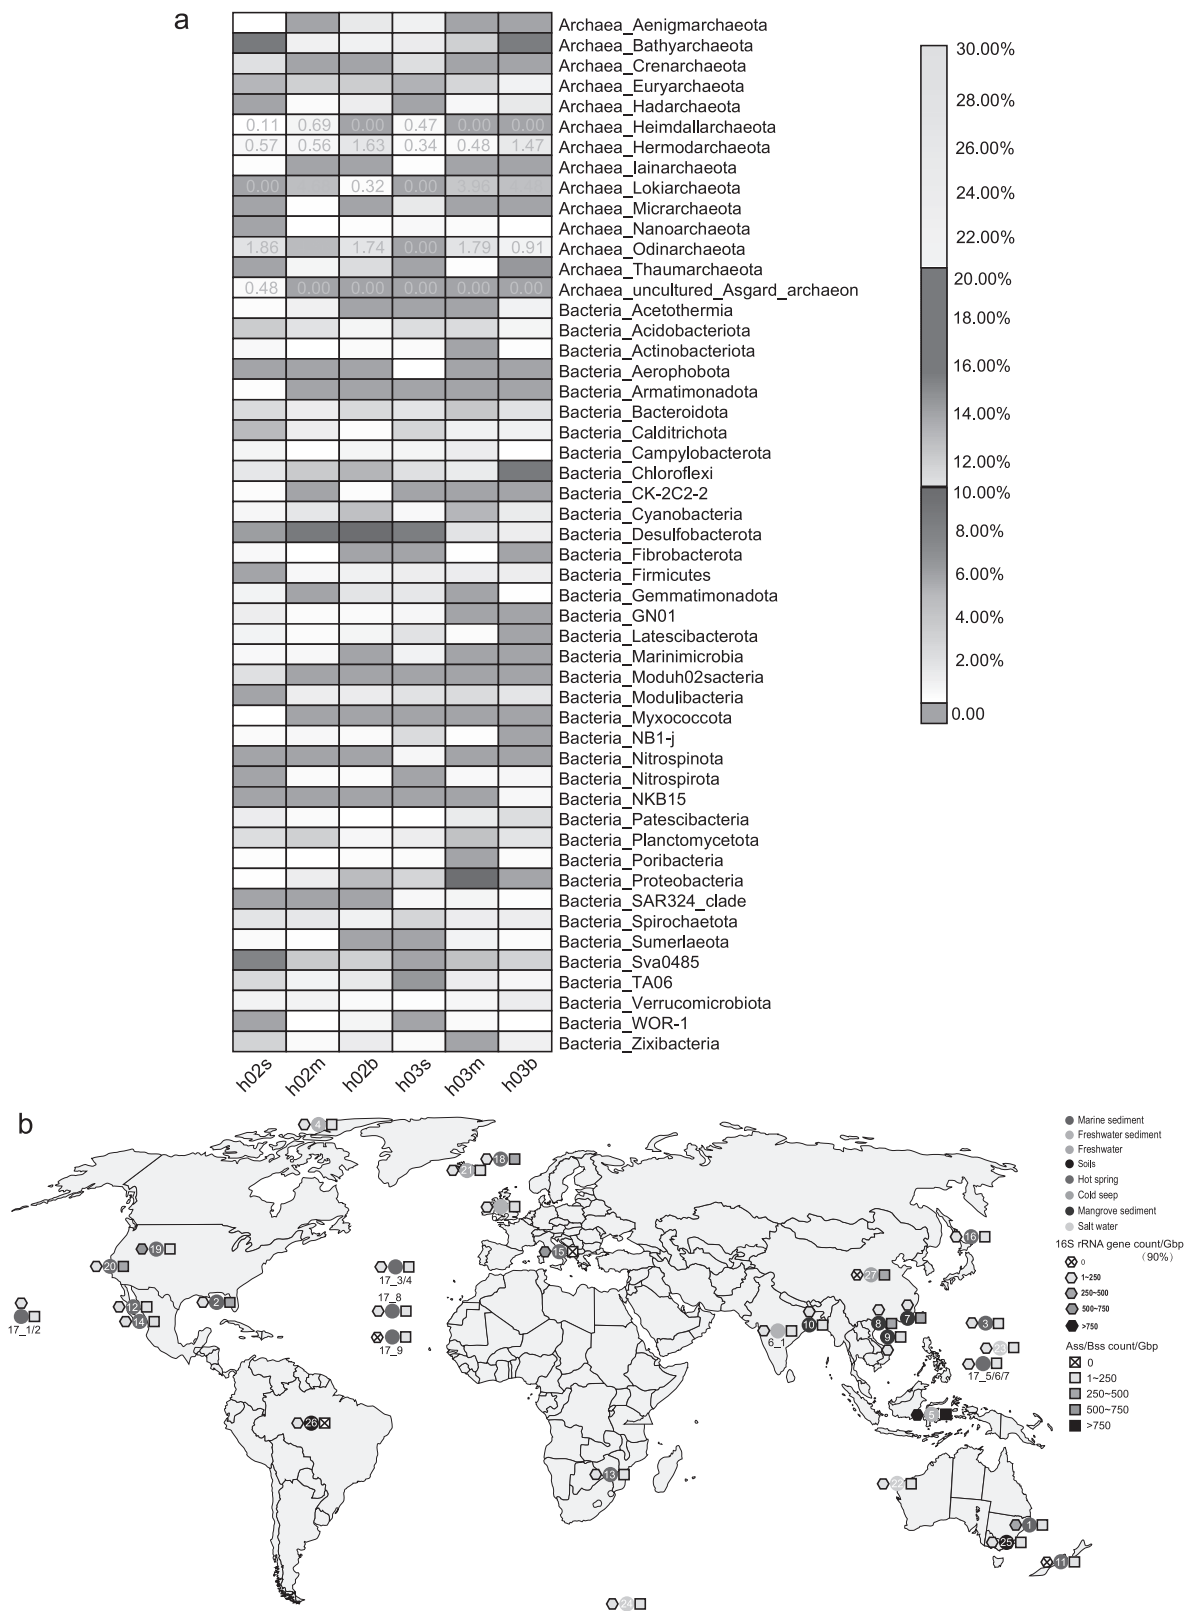 a
Archaea_Aenigmarchaeota
Archaea_Bathyarchaeota
Archaea_Crenarchaeota
Archaea_Euryarchaeota
Archaea_Hadarchaeota
0.11 0.69 0.00 0.47 0.00 0.00 Archaea_Heimdallarchaeota
0.57 0.56 1.63 0.34 0.48 1.47 Archaea_Hermodarchaeota
Archaea_Iainarchaeota
0.00 0.32 0.00 3.96 Archaea_Lokiarchaeota
Archaea_Micrarchaeota
Archaea_Nanoarchaeota
1.86 1.74 0.00 1.79 0.91 Archaea_Odinarchaeota
Archaea_Thaumarchaeota
0.48 0.00 0.00 0.00 0.00 0.00 Archaea_uncultured_Asgard_archaeon
Bacteria_Acetothermia
Bacteria_Acidobacteriota
Bacteria_Actinobacteriota
Bacteria_Aerophobota
Bacteria_Armatimonadota
Bacteria_Bacteroidota
Bacteria_Calditrichota
Bacteria_Campylobacterota
Bacteria_Chloroflexi
Bacteria_CK-2C2-2
Bacteria_Cyanobacteria
Bacteria_Desulfobacterota
Bacteria_Fibrobacterota
Bacteria_Firmicutes
Bacteria_Gemmatimonadota
Bacteria_GN01
Bacteria_Latescibacterota
Bacteria_Marinimicrobia
Bacteria_Moduh02sacteria
Bacteria_Modulibacteria
Bacteria_Myxococcota
Bacteria_NB1-j
Bacteria_Nitrospinota
Bacteria_Nitrospirota
Bacteria_NKB15
Bacteria_Patescibacteria
Bacteria_Planctomycetota
Bacteria_Poribacteria
Bacteria_Proteobacteria
Bacteria_SAR324_clade
Bacteria_Spirochaetota
Bacteria_Sumerlaeota
Bacteria_Sva0485
Bacteria_TA06
Bacteria_Verrucomicrobiota
Bacteria_WOR-1
Bacteria_Zixibacteria
h02s h02m h02b h03s h03m h03b
30.00%
28.00%
26.00%
24.00%
22.00%
20.00%
18.00%
16.00%
14.00%
12.00%
10.00%
8.00%
6.00%
4.00%
2.00%
0.00
b
4
18
21
6_2
19
15
16
20
17_3/4
27
12
2
17_8
14
17_1/2
17_9
6_1
10
8
7
9
3
23
17_5/6/7
26
5
13
22
1
25
11
24
Marine sediment
Freshwater sediment
Freshwater
Soils
Hot spring
Cold seep
Mangrove sediment
Salt water
16S rRNA gene count/Gbp
(90%)
0
1~250
250~500
500~750
>750
Ass/Bss count/Gbp
0
1~250
250~500
500~750
>750